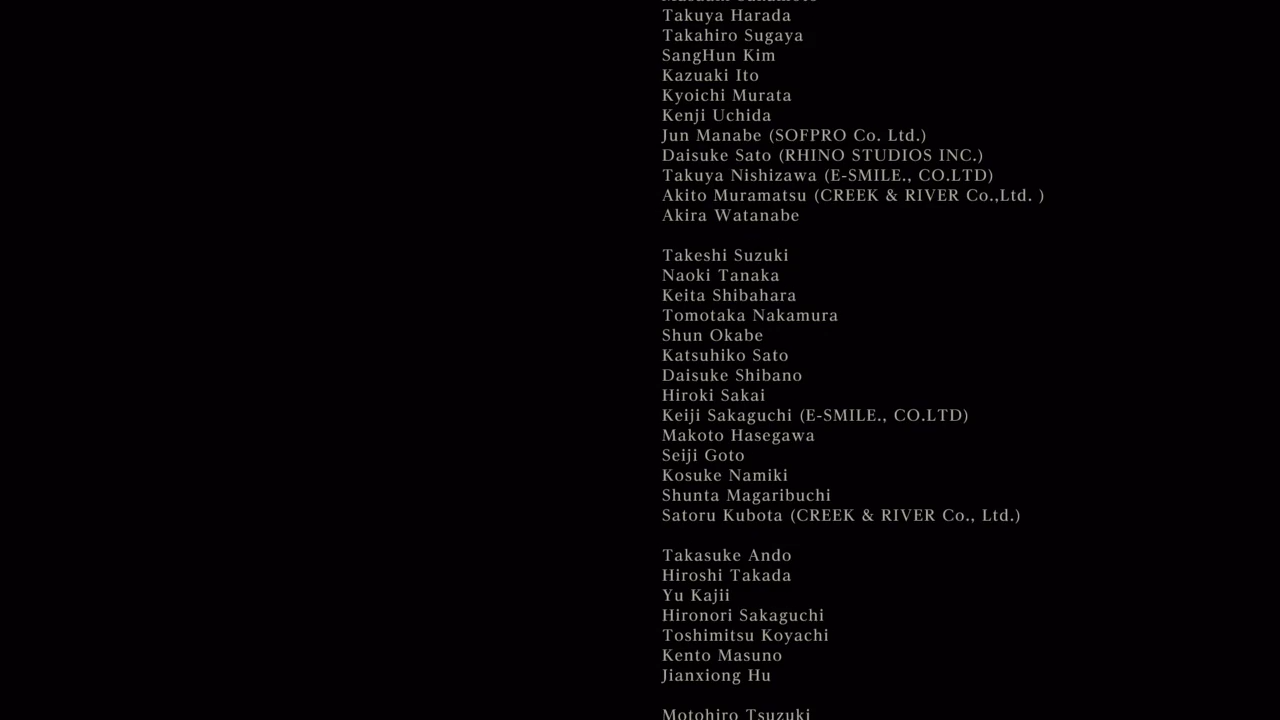 Takuya Harada
Takahiro Sugaya
SangHun Kim
Kazuaki Ito
Kyoichi Murata
Kenji Uchida
Jun Manabe (SOFPRO Co. Ltd.)
Daisuke Sato (RHINO STUDIOS INC.)
Takuya Nishizawa (E-SMILE., CO.LTD)
Akito Muramatsu (CREEK & RIVER Co.,Ltd. )
Akira Watanabe
Takeshi Suzuki
Naoki Tanaka
Keita Shibahara
Tomotaka Nakamura
Shun Okabe
Katsuhiko Sato
Daisuke Shibano
Hiroki Sakai
Keiji Sakaguchi (E-SMILE., CO.LTD)
Makoto Hasegawa
Seiji Goto
Kosuke Namiki
Shunta Magaribuchi
Satoru Kubota (CREEK & RIVER Co., Ltd.)
Takasuke Ando
Hiroshi Takada
Yu Kajii
Hironori Sakaguchi
Toshimitsu Koyachi
Kento Masuno
Jianxiong Hu
Motohiro Tsuzuki